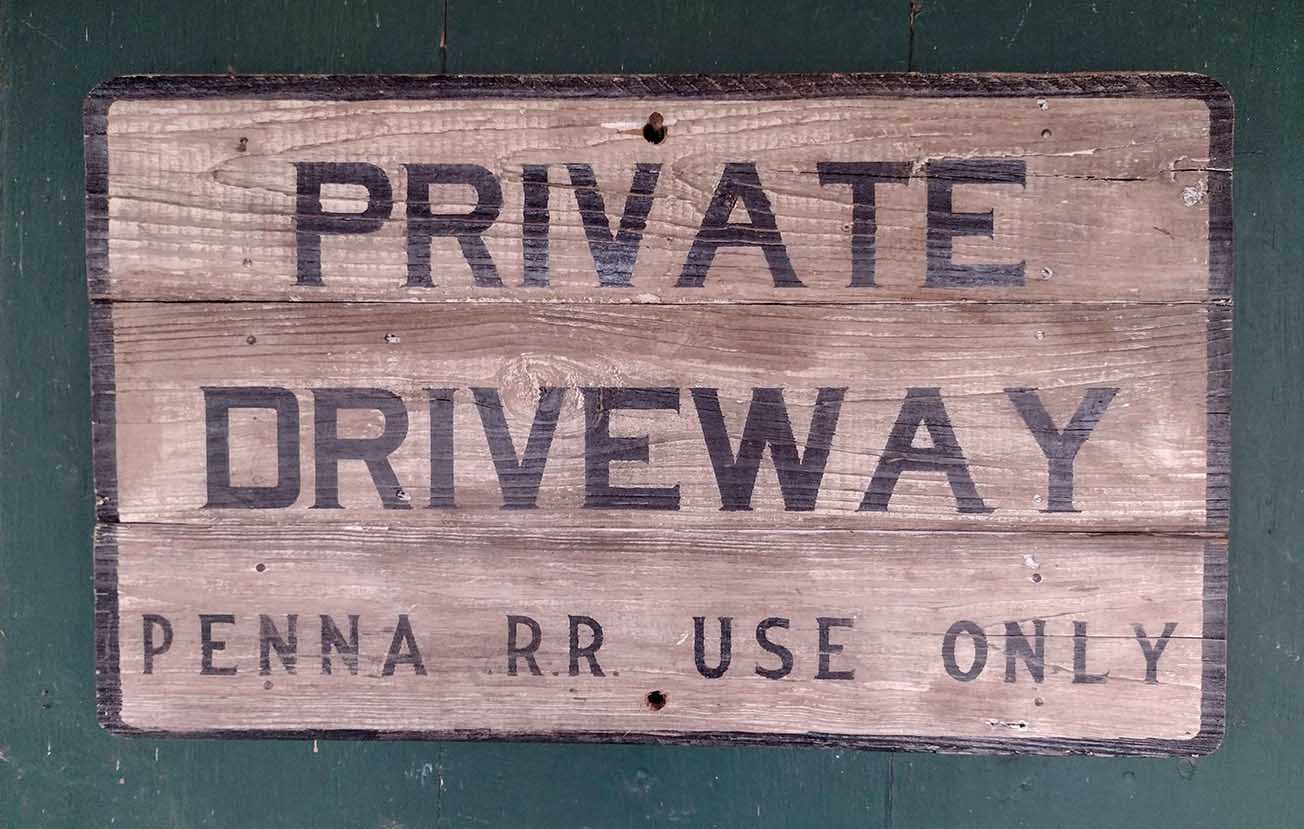 PRIVATE
DRIVEWAY
PENNA R.R. USE ONLY